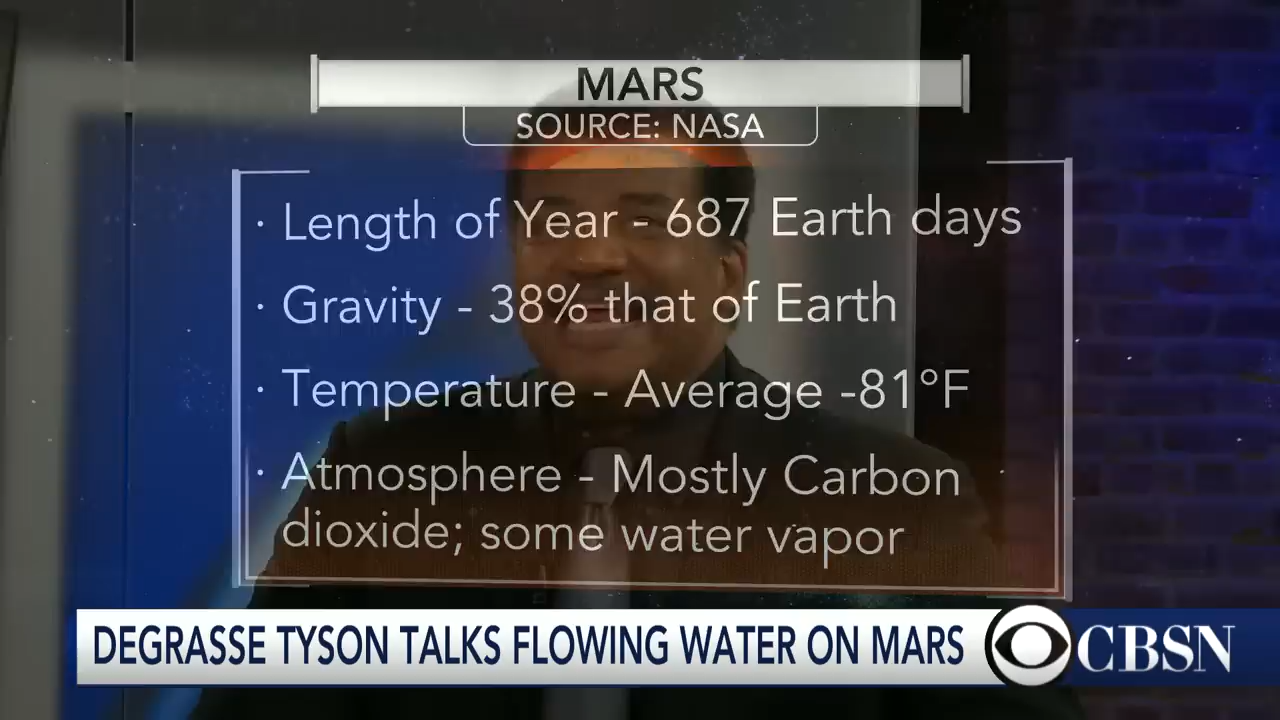 MARS
SOURCE: NASA
· Length of Year - 687 Earth days
· Gravity - 38% that of Earth
· Temperature - Average -81°F
· Atmosphere - Mostly Carbon
dioxide; some water vapor
DEGRASSE TYSON TALKS FLOWING WATER ON MARS
CBSN